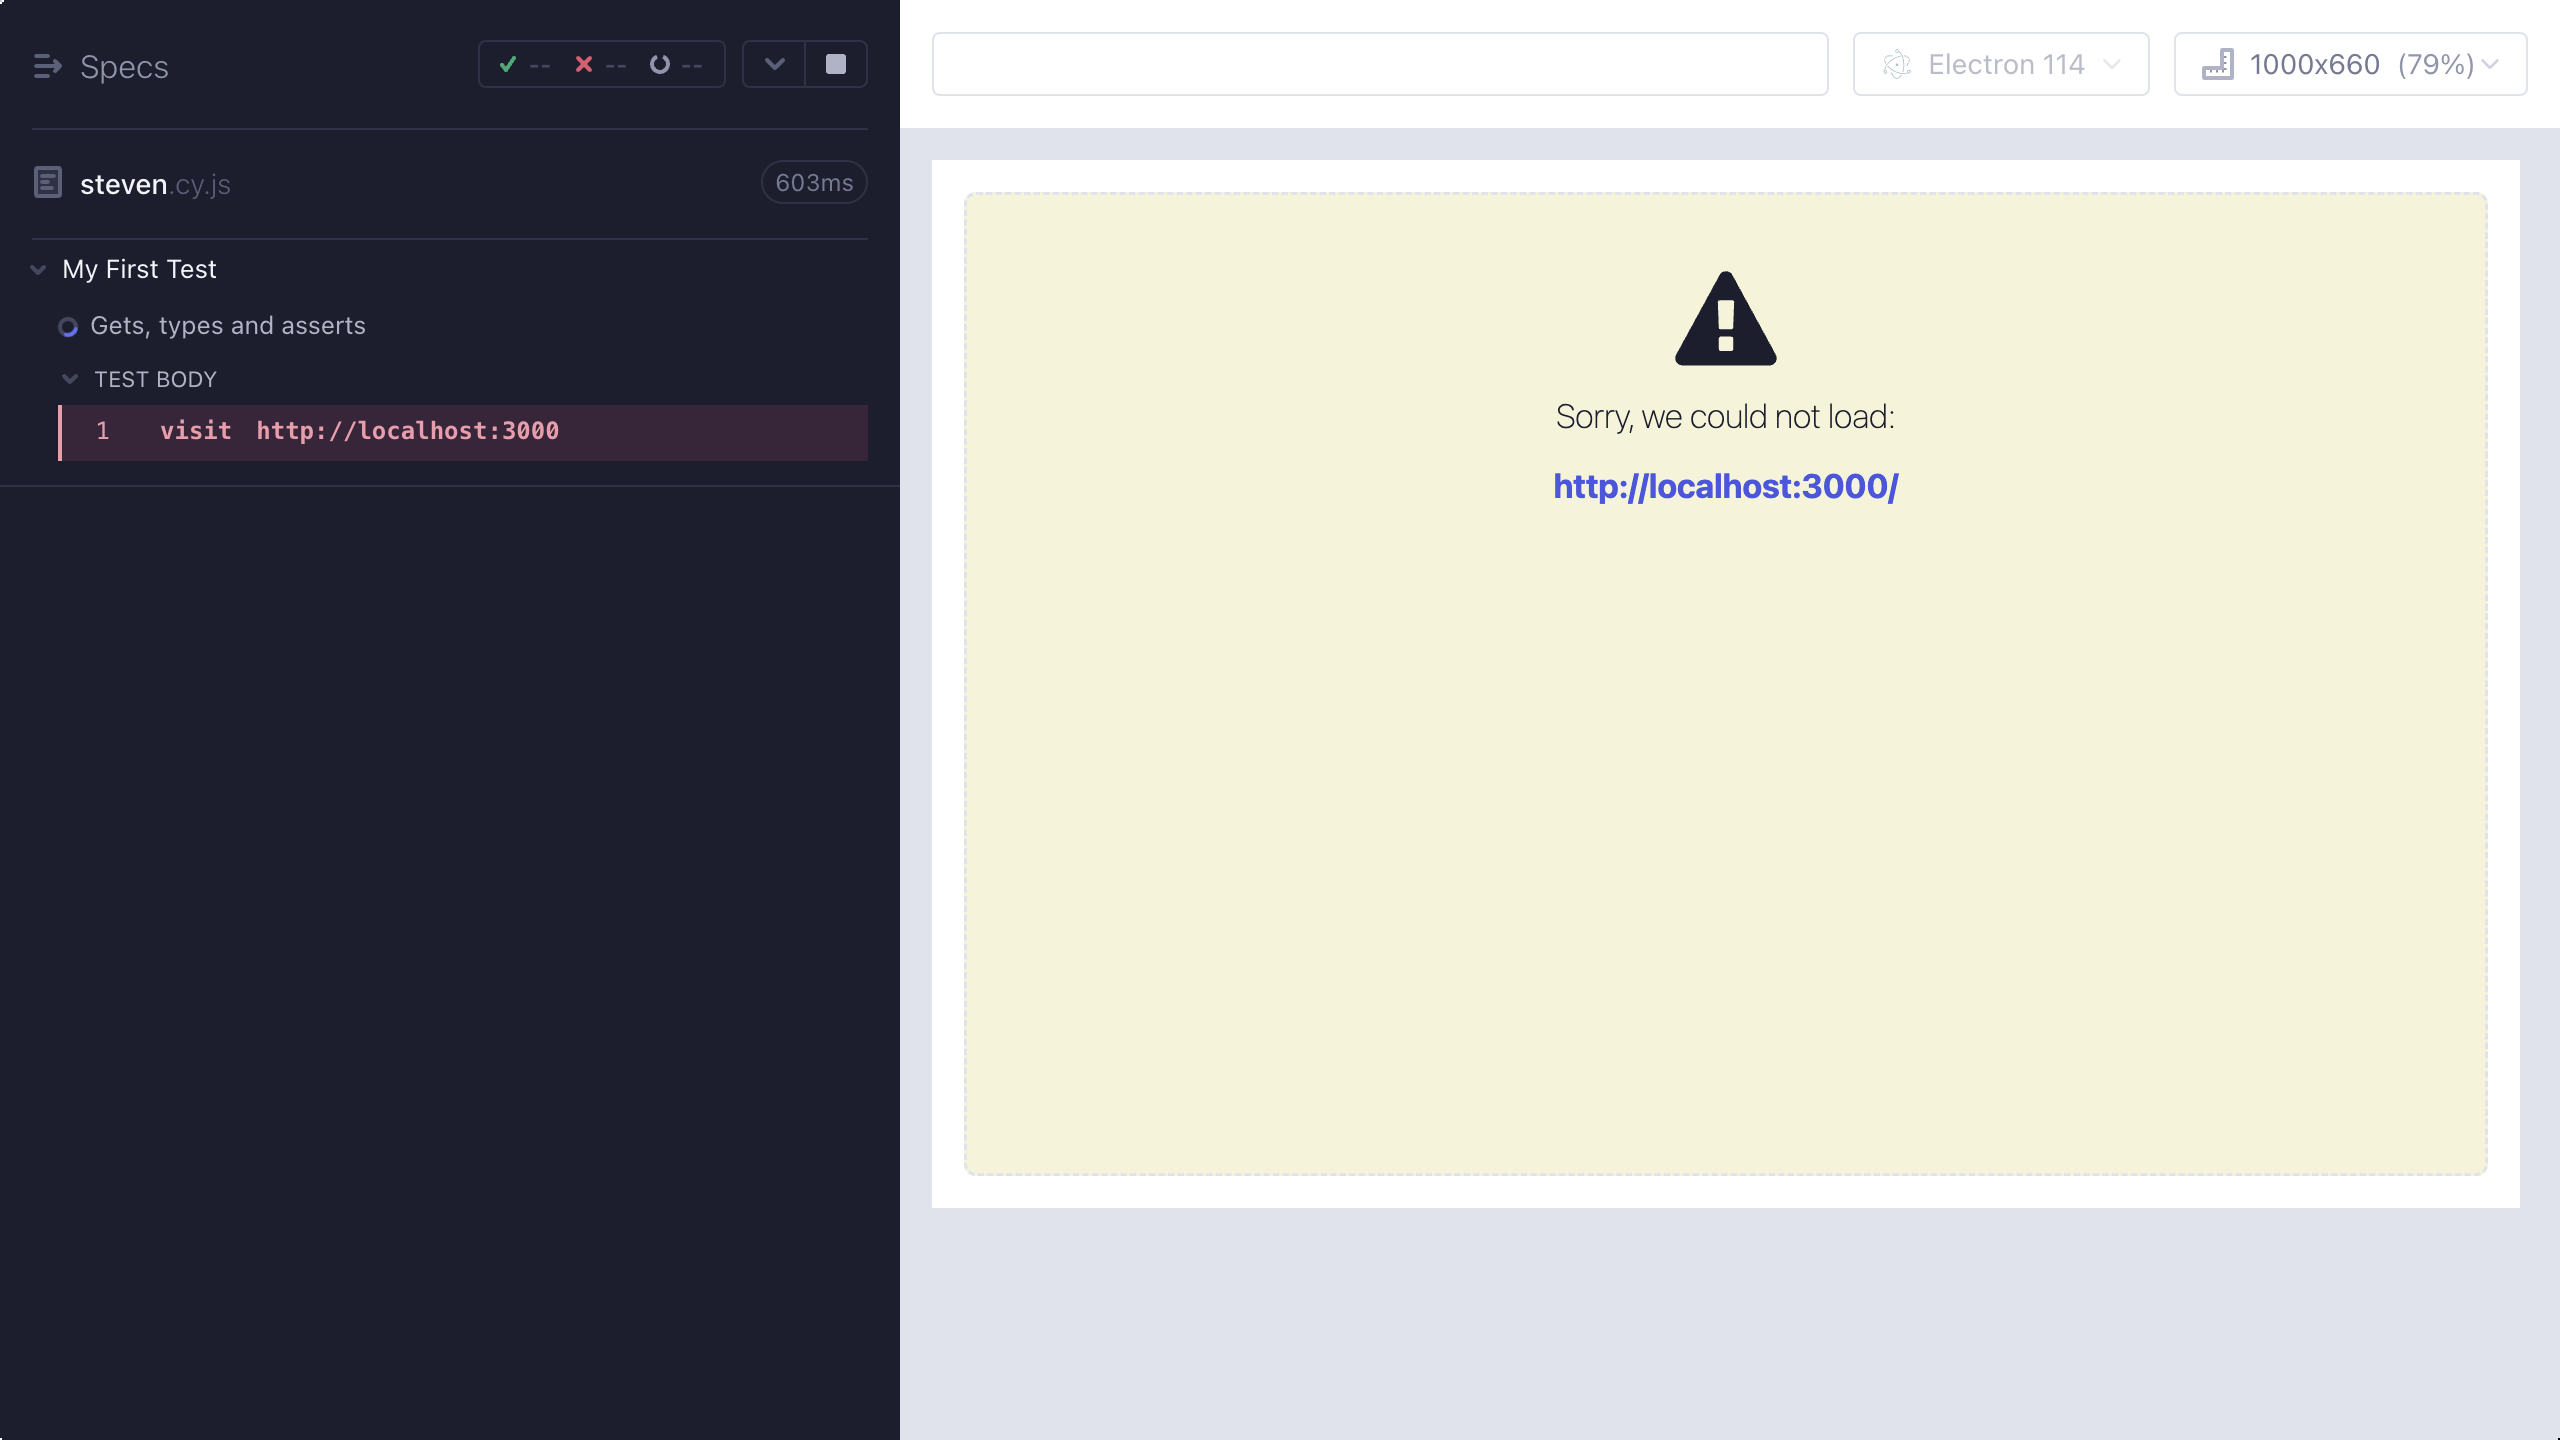 Specs
-- -- --
steven.cy.js
603ms
My First Test
Gets, types and asserts
TEST BODY
1 visit http://localhost:3000
Electron 114
1000x660 (79%)
Sorry, we could not load:
http://localhost:3000/